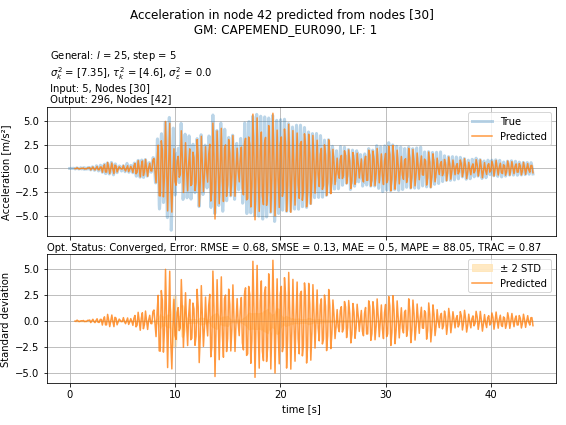 Acceleration in node 42 predicted from nodes [30]
GM: CAPEMEND_EUR090, LF: 1
General: l = 25, step = 5
σ²ₖ = [7.35], τ²ₖ = [4.6], σ²ε = 0.0
Input: 5, Nodes [30]
Output: 296, Nodes [42]
Acceleration [m/s²]
5.0
2.5
0.0
−2.5
−5.0
True
Predicted
Opt. Status: Converged, Error: RMSE = 0.68, SMSE = 0.13, MAE = 0.5, MAPE = 88.05, TRAC = 0.87
Standard deviation
5.0
2.5
0.0
−2.5
−5.0
± 2 STD
Predicted
0 10 20 30 40
time [s]